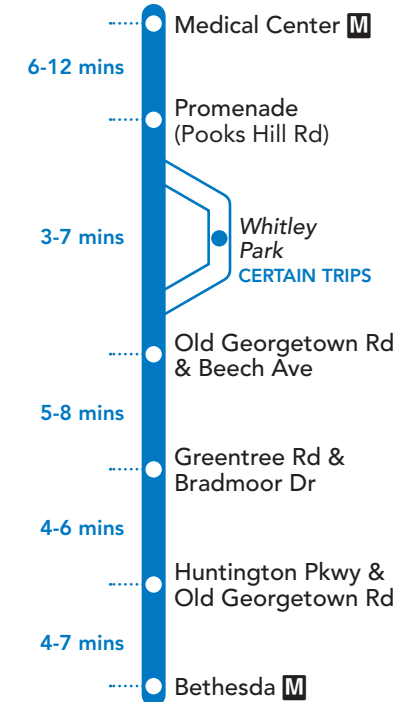 Medical Center M
6-12 mins
Promenade
(Pooks Hill Rd)
3-7 mins
Whitley
Park
CERTAIN TRIPS
Old Georgetown Rd
& Beech Ave
5-8 mins
Greentree Rd &
Bradmoor Dr
4-6 mins
Huntington Pkwy &
Old Georgetown Rd
4-7 mins
Bethesda M